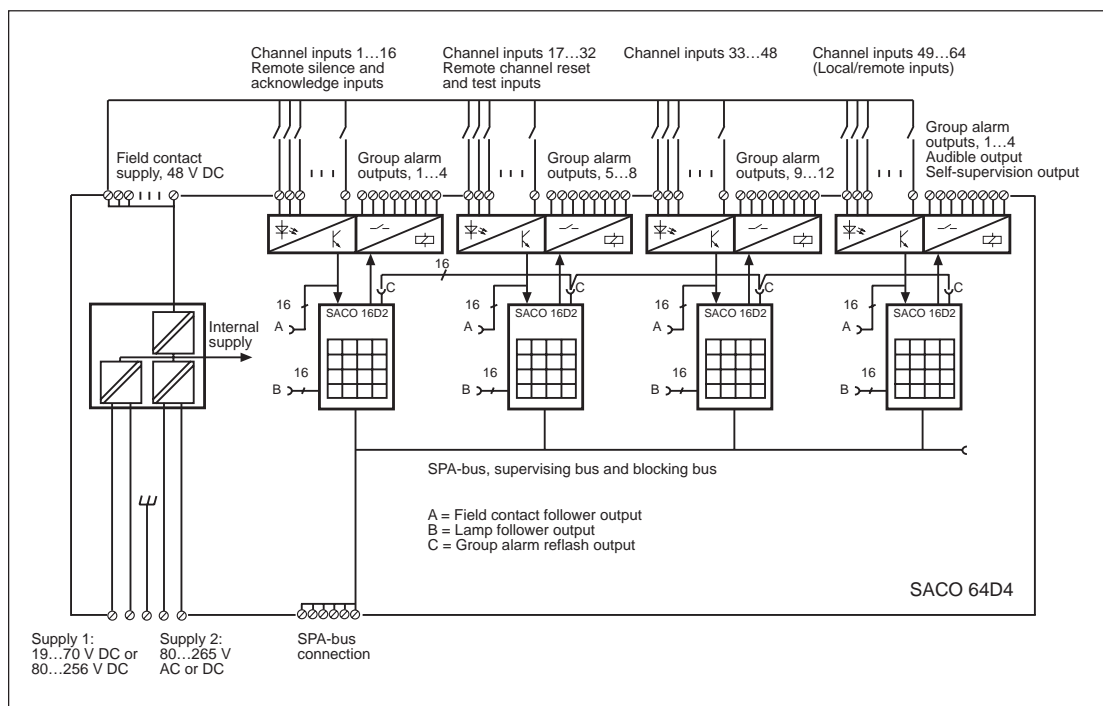 Channel inputs 1…16
Remote silence and
acknowledge inputs
Channel inputs 17…32
Remote channel reset
and test inputs
Channel inputs 33…48
Channel inputs 49…64
(Local/remote inputs)
Field contact
supply, 48 V DC
Group alarm
outputs, 1…4
Group alarm
outputs, 5…8
Group alarm
outputs, 9…12
Group alarm
outputs, 1…4
Audible output
Self-supervision output
16
C
C
C
C
16
A
SACO 16D2
16
A
SACO 16D2
16
A
SACO 16D2
16
A
SACO 16D2
Internal
supply
16
B
16
B
16
B
16
B
SPA-bus, supervising bus and blocking bus
A = Field contact follower output
B = Lamp follower output
C = Group alarm reflash output
SACO 64D4
Supply 1:
19…70 V DC or
80…256 V DC
Supply 2:
80…265 V
AC or DC
SPA-bus
connection